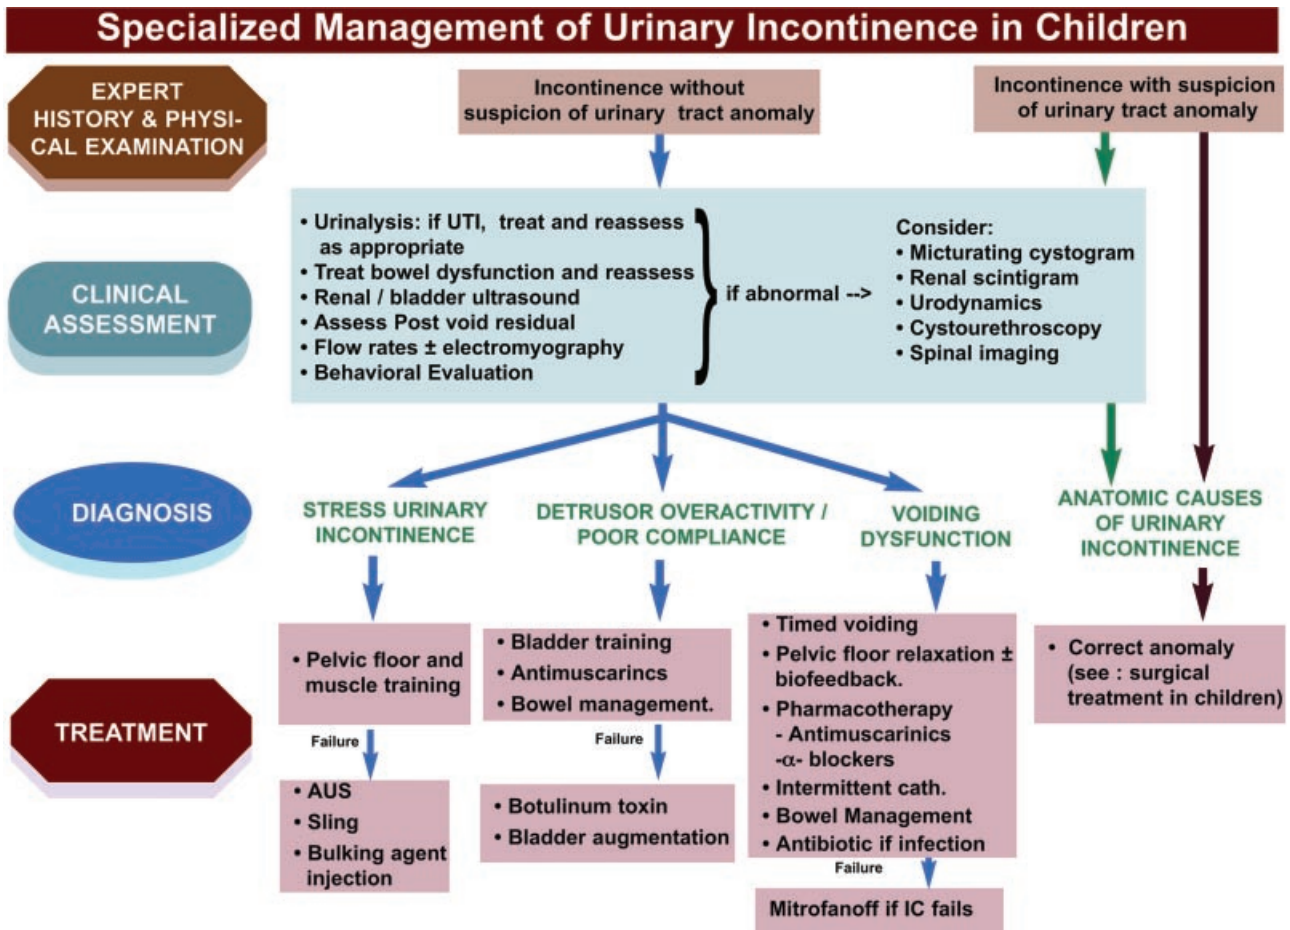 Specialized Management of Urinary Incontinence in Children
EXPERT
HISTORY & PHYSI-
CAL EXAMINATION
Incontinence without
suspicion of urinary tract anomaly
Incontinence with suspicion
of urinary tract anomaly
CLINICAL
ASSESSMENT
• Urinalysis: if UTI, treat and reassess
as appropriate
• Treat bowel dysfunction and reassess
• Renal / bladder ultrasound
• Assess Post void residual
• Flow rates ± electromyography
• Behavioral Evaluation
if abnormal -->
Consider:
• Micturating cystogram
• Renal scintigram
• Urodynamics
• Cystourethroscopy
• Spinal imaging
DIAGNOSIS
STRESS URINARY
INCONTINENCE
DETRUSOR OVERACTIVITY /
POOR COMPLIANCE
VOIDING
DYSFUNCTION
ANATOMIC CAUSES
OF URINARY
INCONTINENCE
TREATMENT
• Pelvic floor and
muscle training
Failure
• AUS
• Sling
• Bulking agent
injection
• Bladder training
• Antimuscarincs
• Bowel management.
Failure
• Botulinum toxin
• Bladder augmentation
• Timed voiding
• Pelvic floor relaxation ±
biofeedback.
• Pharmacotherapy
- Antimuscarinics
-α- blockers
• Intermittent cath.
• Bowel Management
• Antibiotic if infection
Failure
Mitrofanoff if IC fails
• Correct anomaly
(see : surgical
treatment in children)